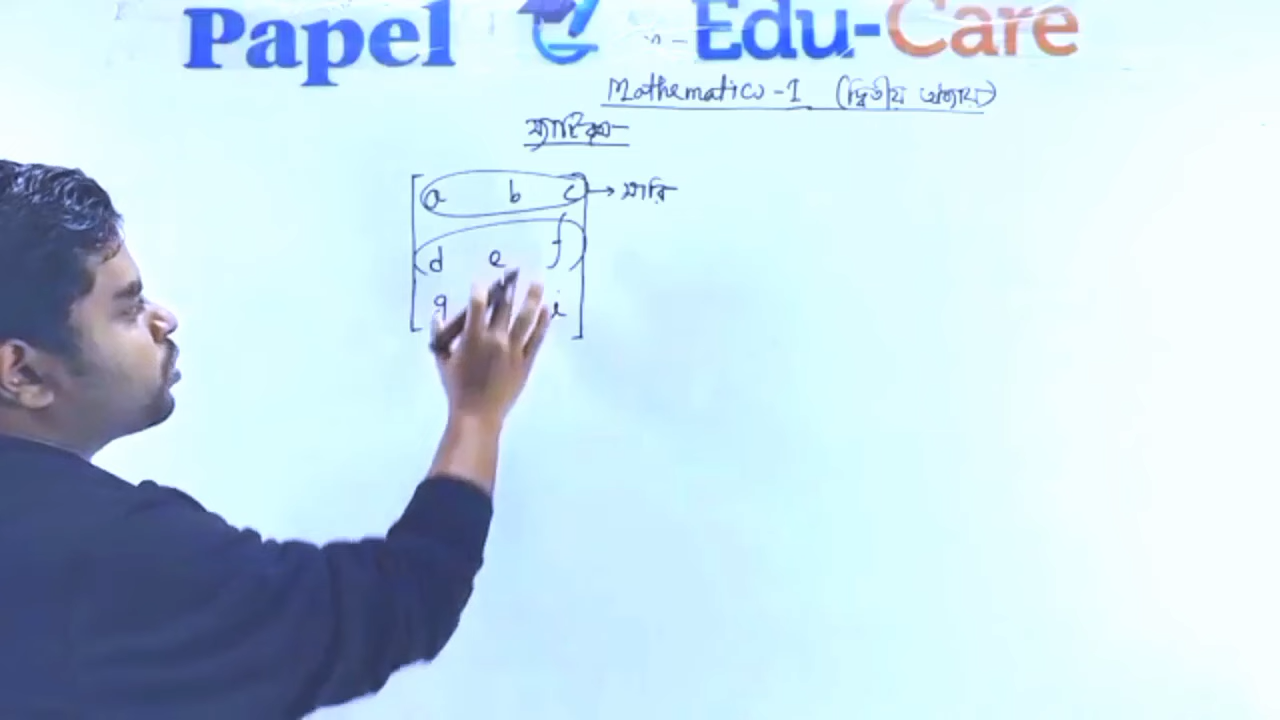 Papel Edu-Care
Mathematics-1 (দ্বিতীয় অধ্যায়)
ম্যাট্রিক্স-
a b c → সারি
d e f
g i